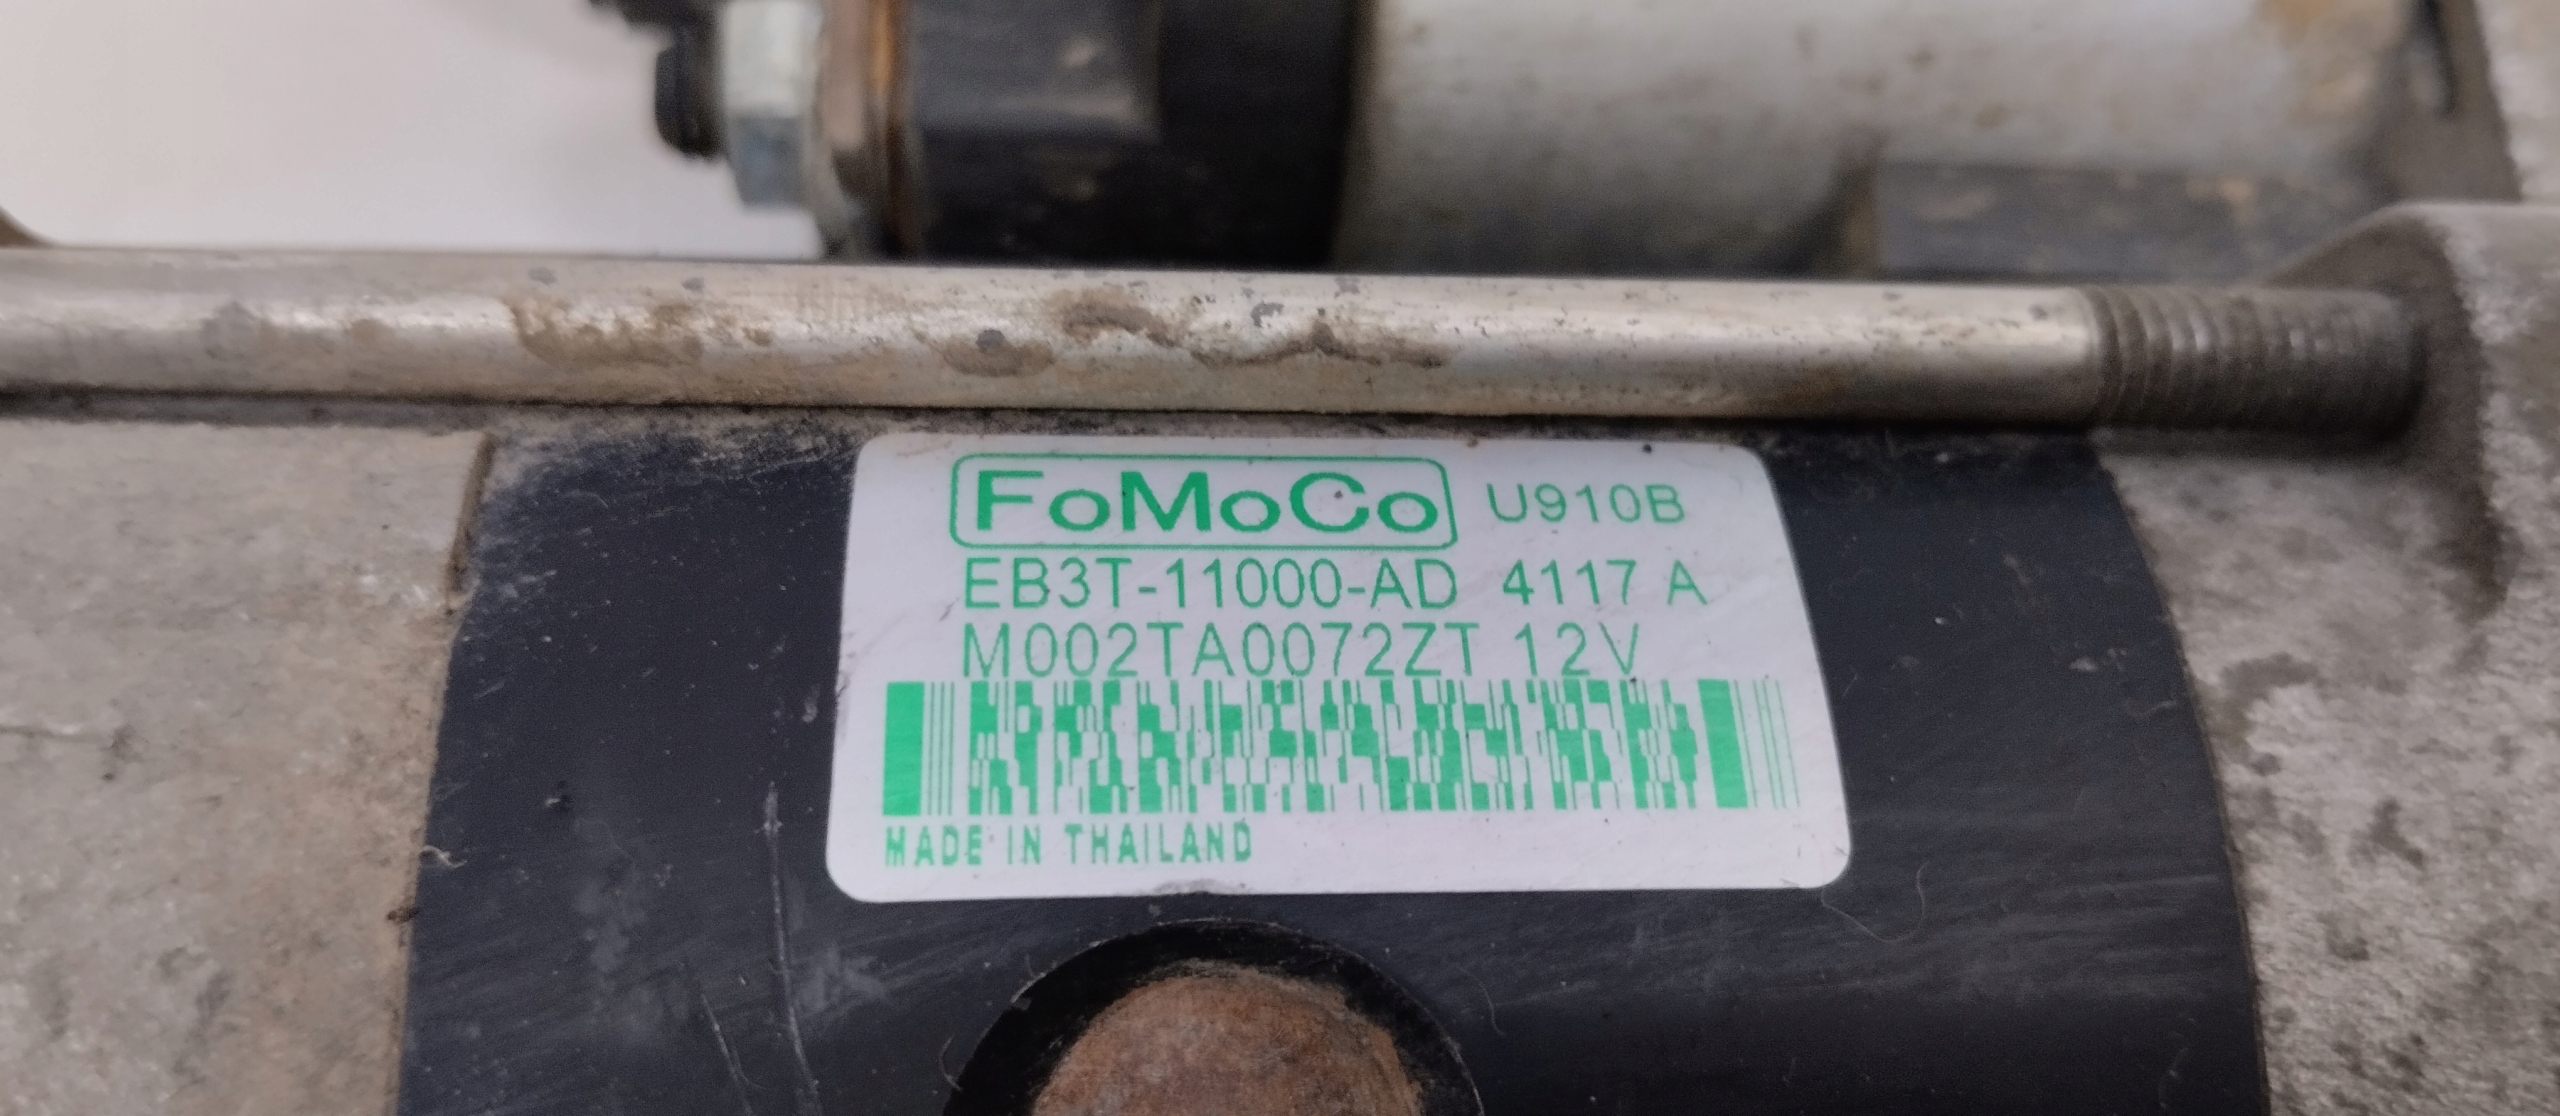 FoMoCo U910B
EB3T-11000-AD 4117 A
M002TA0072ZT 12V
MADE IN THAILAND